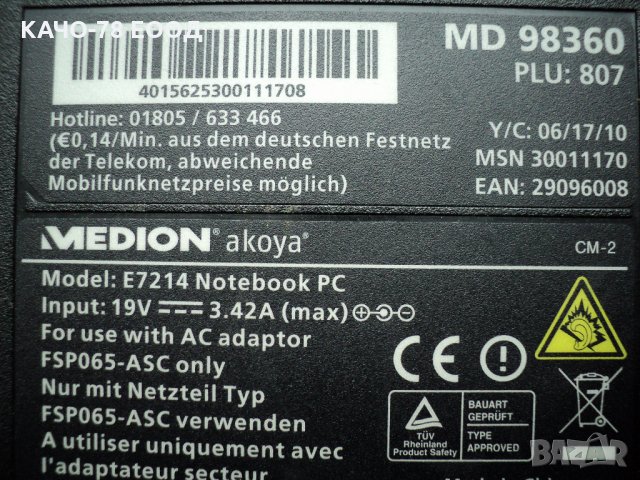 КАЧО-78 ЕООД
4015625300111708
MD 98360
PLU: 807
Hotline: 01805 / 633 466
(€0,14/Min. aus dem deutschen Festnetz
der Telekom, abweichende
Mobilfunknetzpreise möglich)
Y/C: 06/17/10
MSN 30011170
EAN: 29096008
MEDION® akoya®
CM-2
Model: E7214 Notebook PC
Input: 19V 3.42A (max)
For use with AC adaptor
FSP065-ASC only
Nur mit Netzteil Typ
FSP065-ASC verwenden
A utiliser uniquement avec
l'adaptateur secteur
CE
TÜV
Rheinland
Product Safety
BAUART
GEPRÜFT
TYPE
APPROVED
BAZAR